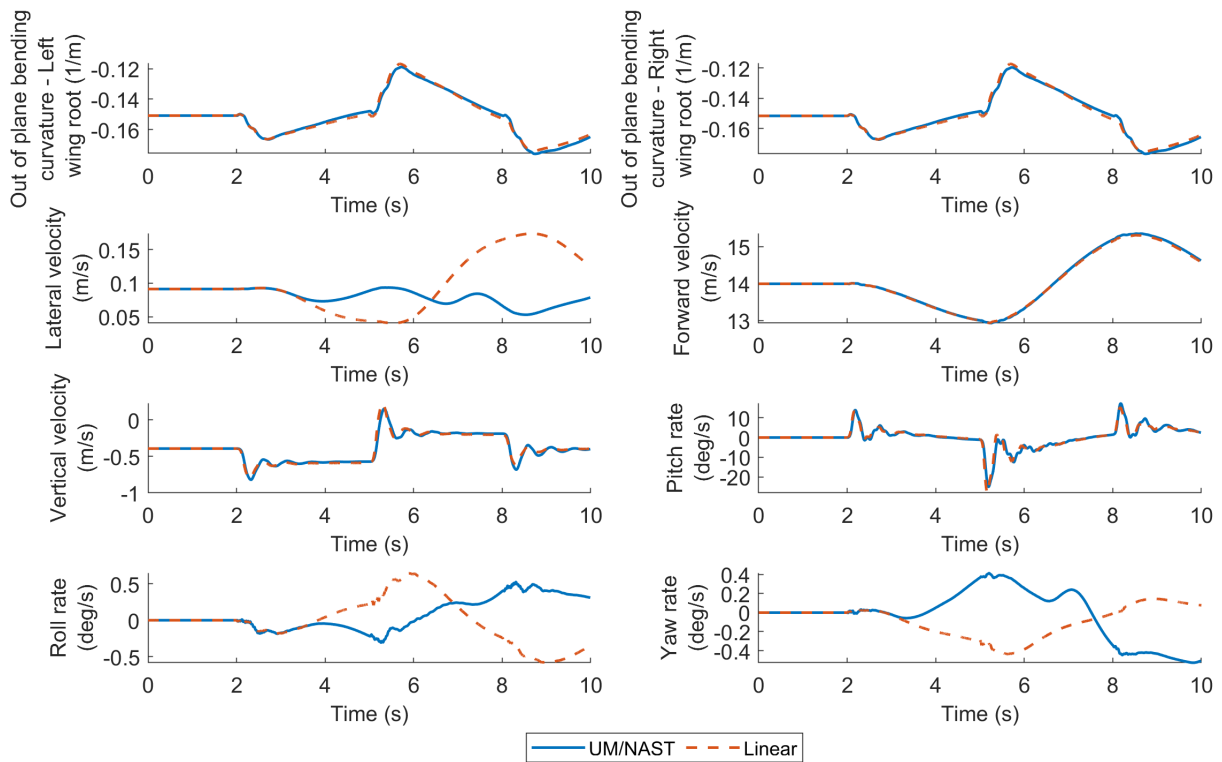 Out of plane bending
curvature - Left
wing root (1/m)
-0.12
-0.14
-0.16
0 2 4 6 8 10
Time (s)
Out of plane bending
curvature - Right
wing root (1/m)
-0.12
-0.14
-0.16
0 2 4 6 8 10
Time (s)
Lateral velocity
(m/s)
0.15
0.1
0.05
0 2 4 6 8 10
Time (s)
Forward velocity
(m/s)
15
14
13
0 2 4 6 8 10
Time (s)
Vertical velocity
(m/s)
0
-0.5
-1
0 2 4 6 8 10
Time (s)
Pitch rate
(deg/s)
10
0
-10
-20
0 2 4 6 8 10
Time (s)
Roll rate
(deg/s)
0.5
0
-0.5
0 2 4 6 8 10
Time (s)
Yaw rate
(deg/s)
0.4
0.2
0
-0.2
-0.4
0 2 4 6 8 10
Time (s)
UM/NAST Linear